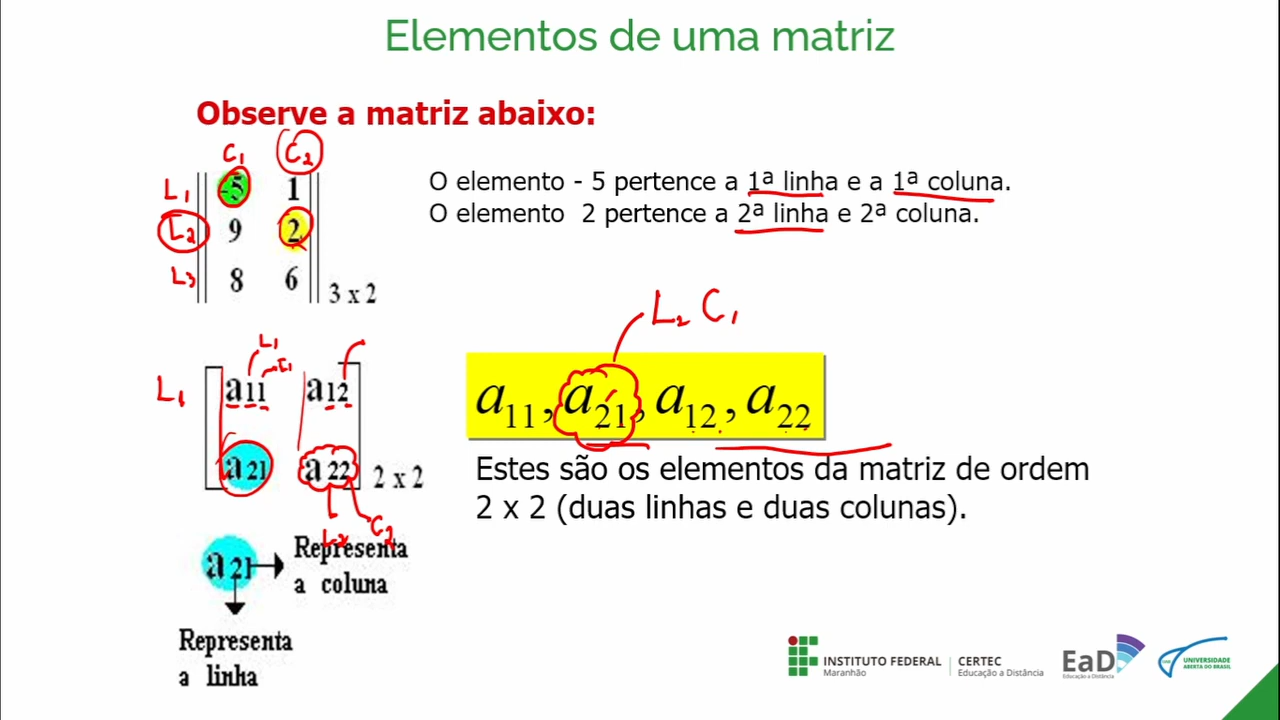 Elementos de uma matriz
Observe a matriz abaixo:
C1 C2
L1 -5 1
L2 9 2
L3 8 6
3 x 2
O elemento - 5 pertence a 1ª linha e a 1ª coluna.
O elemento 2 pertence a 2ª linha e 2ª coluna.
L2 C1
L1 C1
L1 a11 a12
a21 a22 2 x 2
C2
a11, a21, a12, a22
Estes são os elementos da matriz de ordem
2 x 2 (duas linhas e duas colunas).
a21 Representa
a coluna
Representa
a linha
INSTITUTO FEDERAL
Maranhão
CERTEC
Educação a Distância
EaD
Educação a Distância
UNIVERSIDADE
ABERTA DO BRASIL